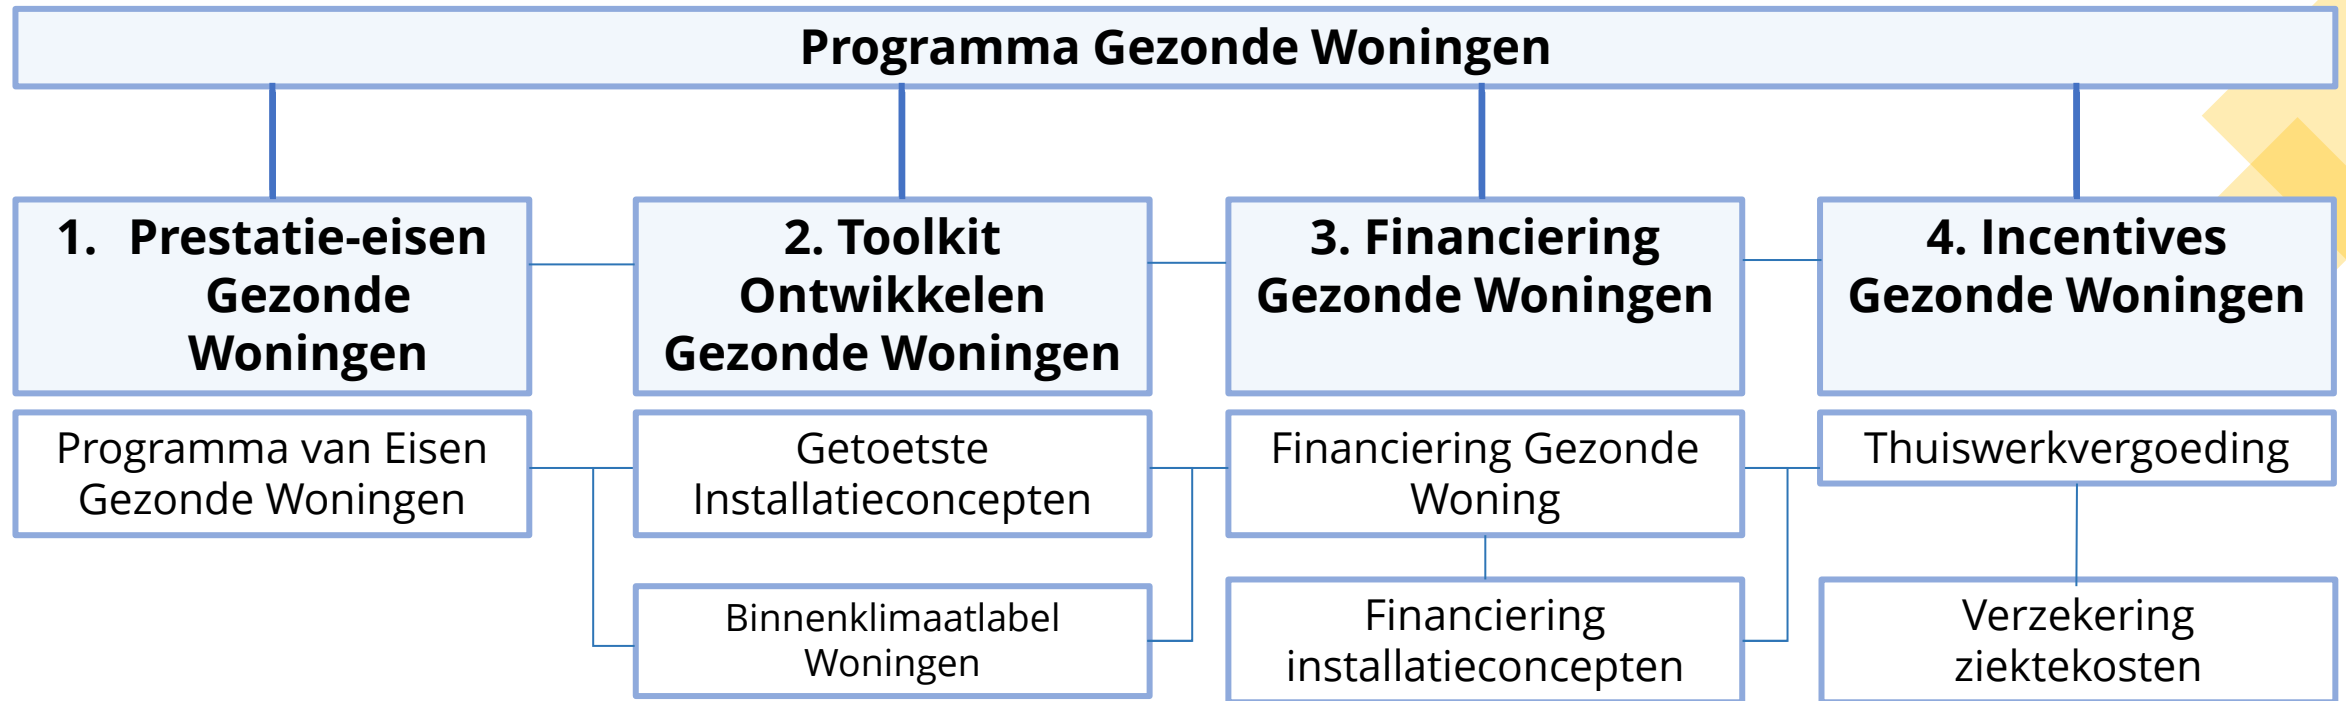 Programma Gezonde Woningen
1. Prestatie-eisen
Gezonde
Woningen
2. Toolkit
Ontwikkelen
Gezonde Woningen
3. Financiering
Gezonde Woningen
4. Incentives
Gezonde Woningen
Programma van Eisen
Gezonde Woningen
Getoetste
Installatieconcepten
Financiering Gezonde
Woning
Thuiswerkvergoeding
Binnenklimaatlabel
Woningen
Financiering
installatieconcepten
Verzekering
ziektekosten